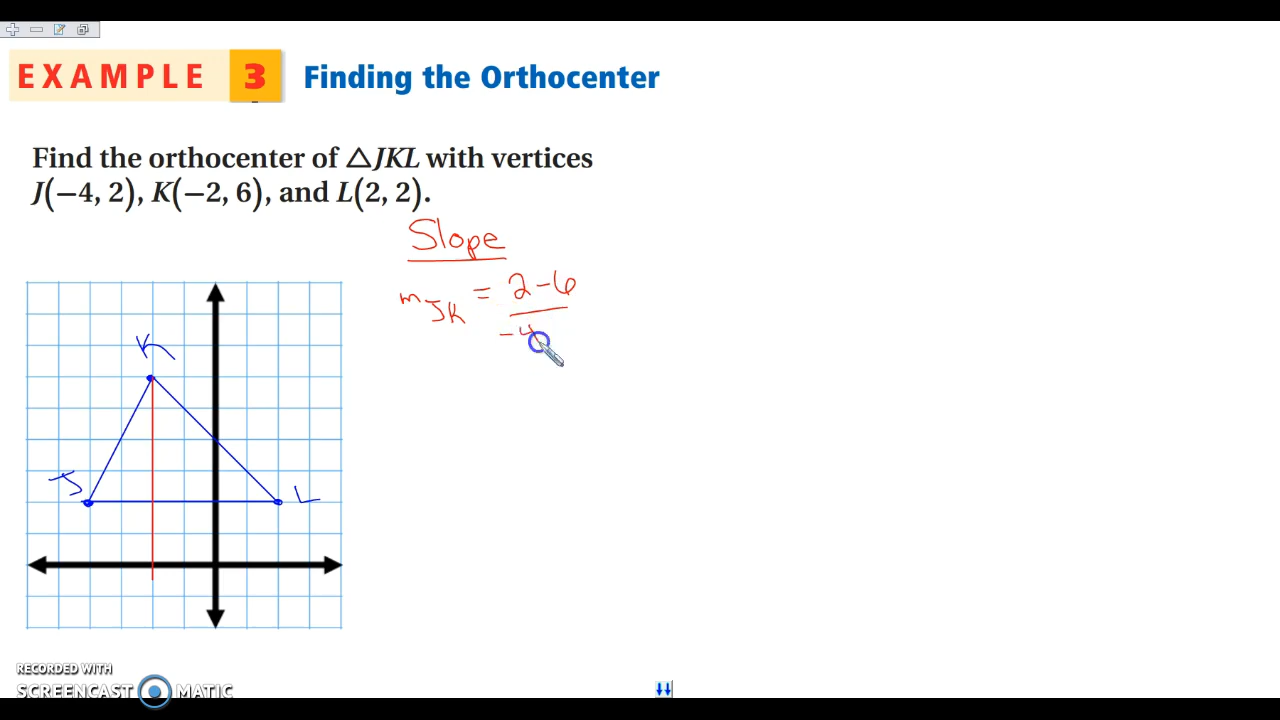 EXAMPLE 3 Finding the Orthocenter
Find the orthocenter of △JKL with vertices
J(−4, 2), K(−2, 6), and L(2, 2).
Slope
m JK = 2-6
-4
K
J
L
RECORDED WITH
SCREENCAST MATIC